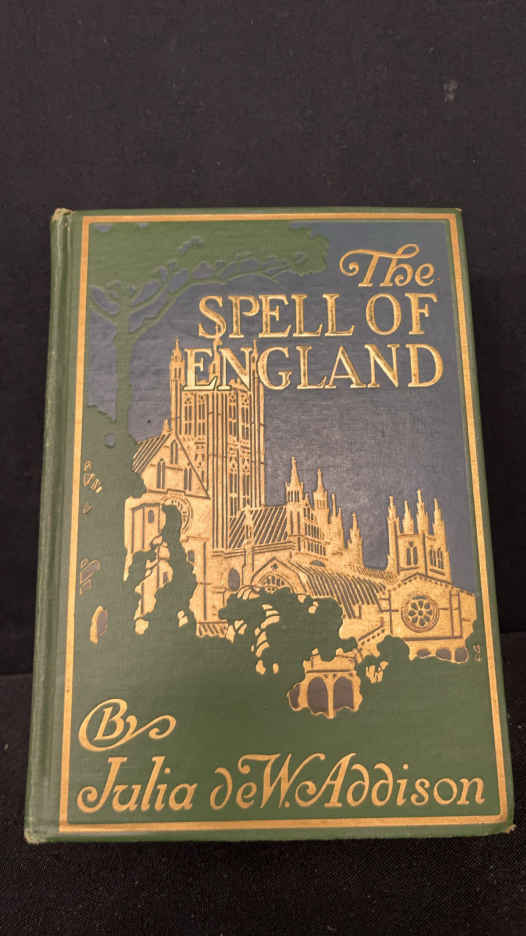 The
SPELL OF
ENGLAND
By
Julia deW. Addison